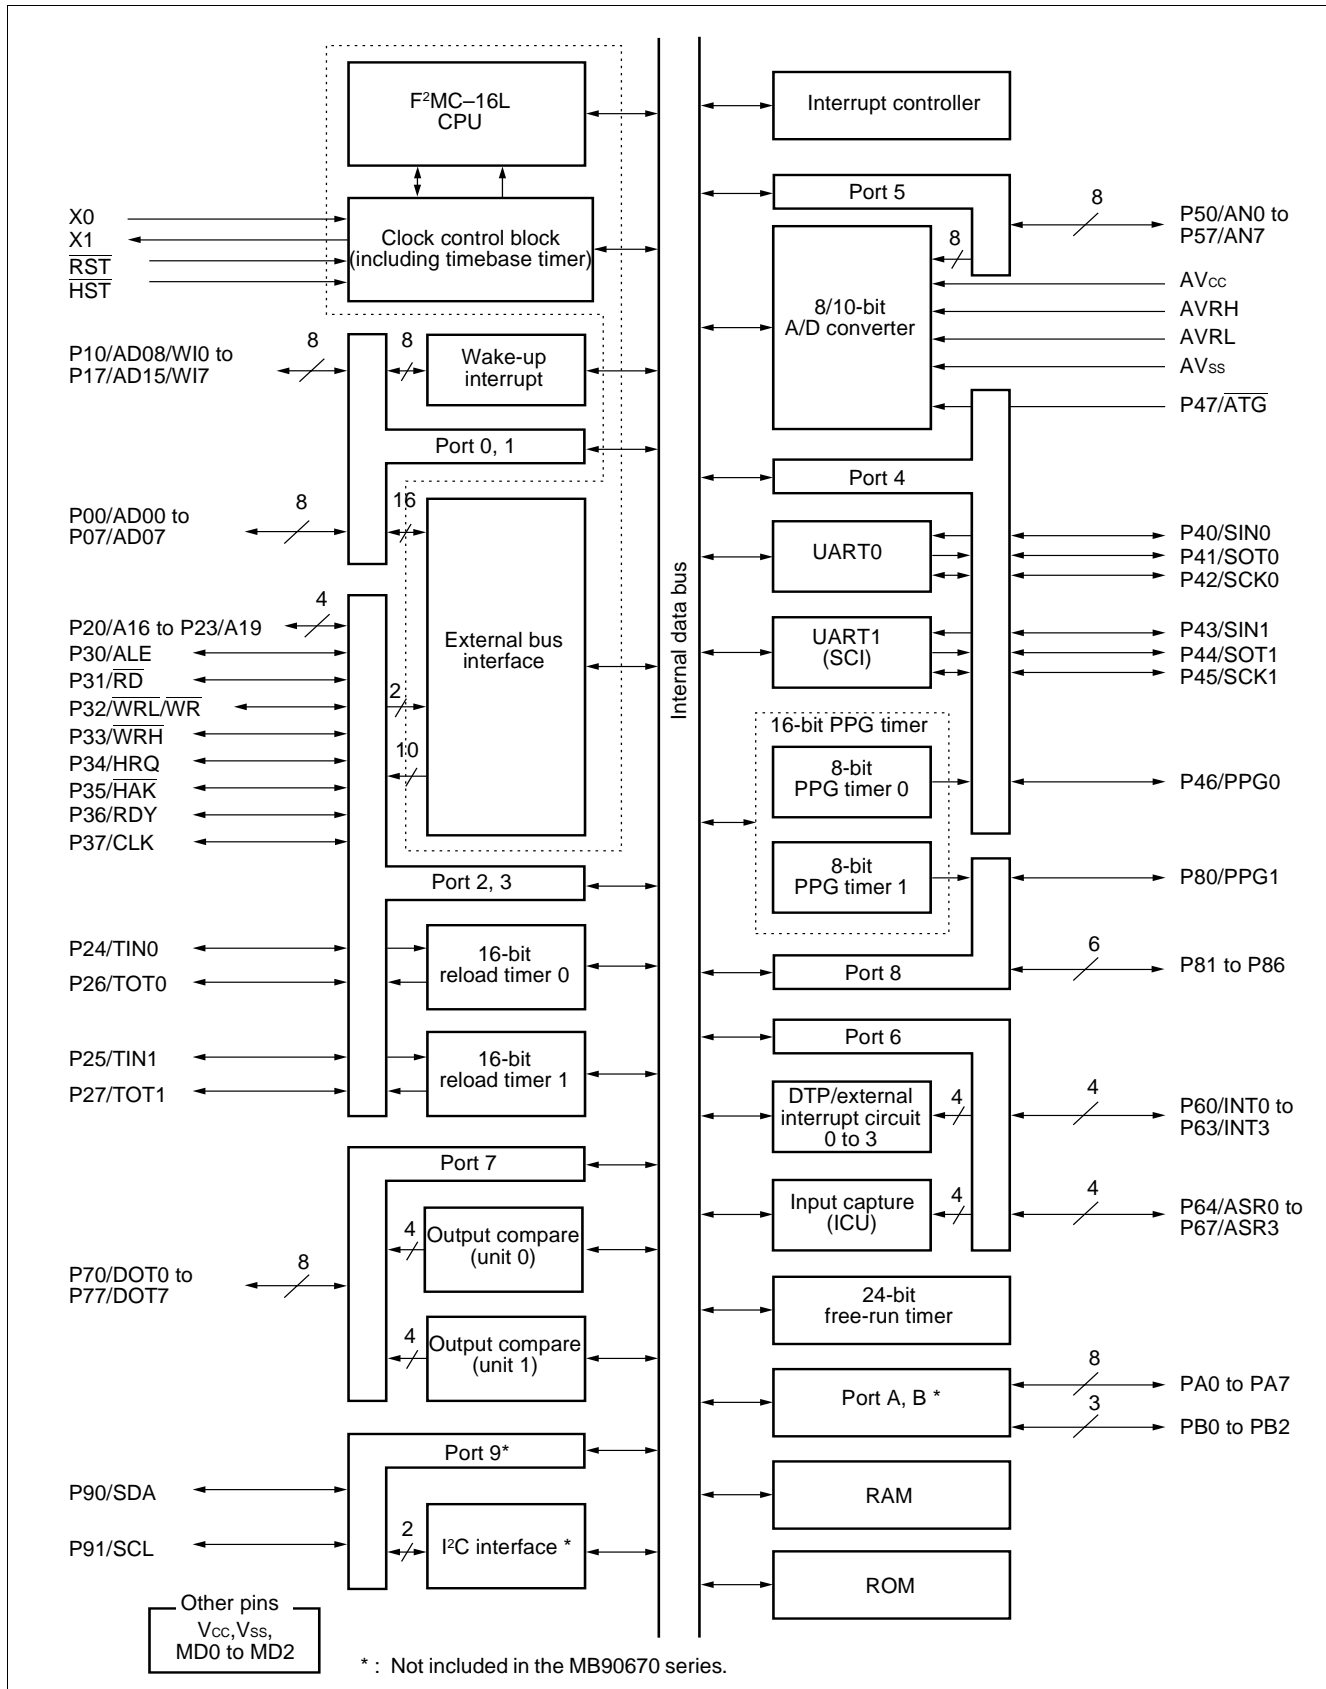 F²MC–16L
CPU
X0
X1
RST
HST
Clock control block
(including timebase timer)
P10/AD08/WI0 to
P17/AD15/WI7
8
8
Wake-up
interrupt
Port 0, 1
P00/AD00 to
P07/AD07
8
16
External bus
interface
P20/A16 to P23/A19
4
P30/ALE
P31/RD
P32/WRL/WR
2
P33/WRH
P34/HRQ
10
P35/HAK
P36/RDY
P37/CLK
Port 2, 3
P24/TIN0
P26/TOT0
16-bit
reload timer 0
P25/TIN1
P27/TOT1
16-bit
reload timer 1
Port 7
P70/DOT0 to
P77/DOT7
8
4
Output compare
(unit 0)
4
Output compare
(unit 1)
Port 9*
P90/SDA
P91/SCL
2
I²C interface *
Other pins
Vcc,Vss,
MD0 to MD2
* : Not included in the MB90670 series.
Internal data bus
Interrupt controller
Port 5
8
P50/AN0 to
P57/AN7
8
8/10-bit
A/D converter
AVcc
AVRH
AVRL
AVss
P47/ATG
Port 4
UART0
P40/SIN0
P41/SOT0
P42/SCK0
UART1
(SCI)
P43/SIN1
P44/SOT1
P45/SCK1
16-bit PPG timer
8-bit
PPG timer 0
P46/PPG0
8-bit
PPG timer 1
P80/PPG1
Port 8
6
P81 to P86
Port 6
DTP/external
interrupt circuit
0 to 3
4
4
P60/INT0 to
P63/INT3
Input capture
(ICU)
4
4
P64/ASR0 to
P67/ASR3
24-bit
free-run timer
Port A, B *
8
PA0 to PA7
3
PB0 to PB2
RAM
ROM